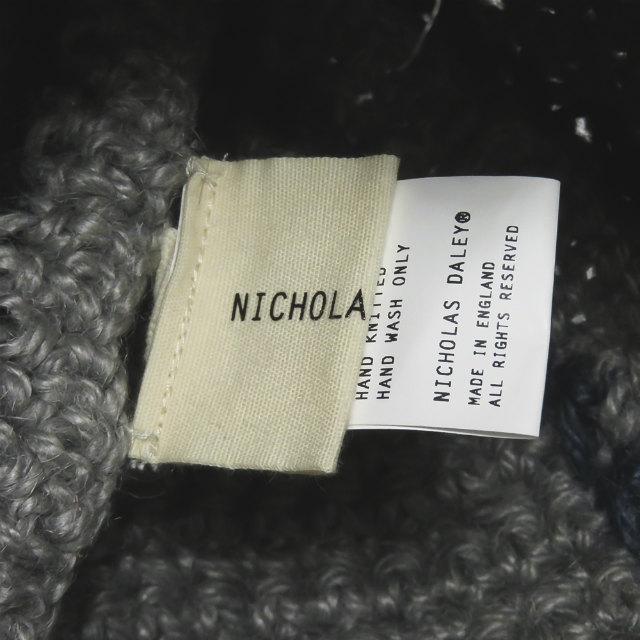 NICHOLA
HAND KNITTED
HAND WASH ONLY
NICHOLAS DALEY®
MADE IN ENGLAND
ALL RIGHTS RESERVED